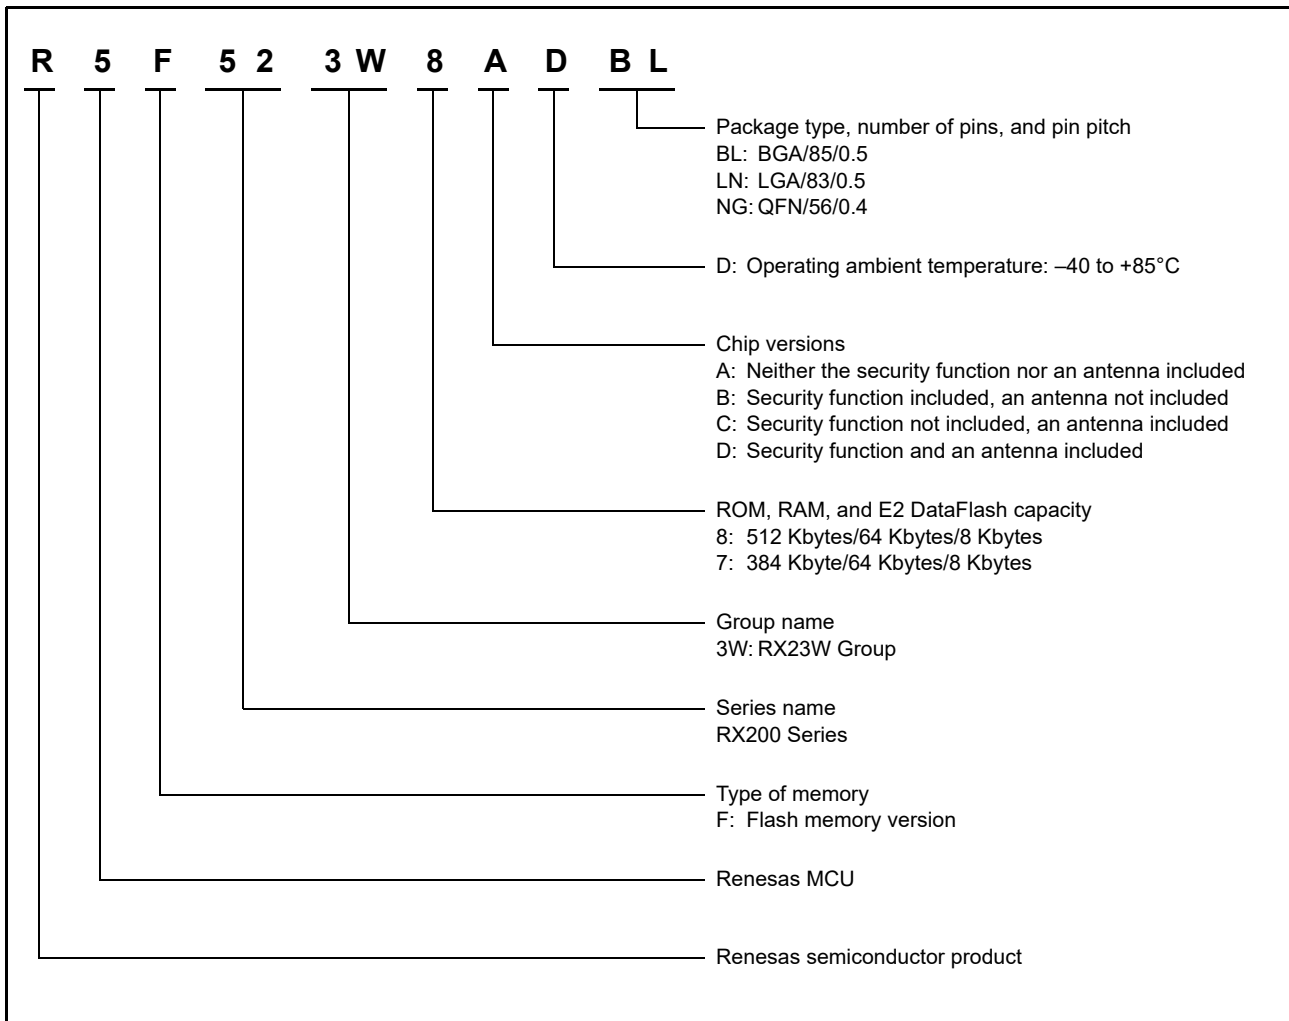 R 5 F 5 2 3 W 8 A D B L
Package type, number of pins, and pin pitch
BL: BGA/85/0.5
LN: LGA/83/0.5
NG: QFN/56/0.4
D: Operating ambient temperature: –40 to +85°C
Chip versions
A: Neither the security function nor an antenna included
B: Security function included, an antenna not included
C: Security function not included, an antenna included
D: Security function and an antenna included
ROM, RAM, and E2 DataFlash capacity
8: 512 Kbytes/64 Kbytes/8 Kbytes
7: 384 Kbyte/64 Kbytes/8 Kbytes
Group name
3W: RX23W Group
Series name
RX200 Series
Type of memory
F: Flash memory version
Renesas MCU
Renesas semiconductor product